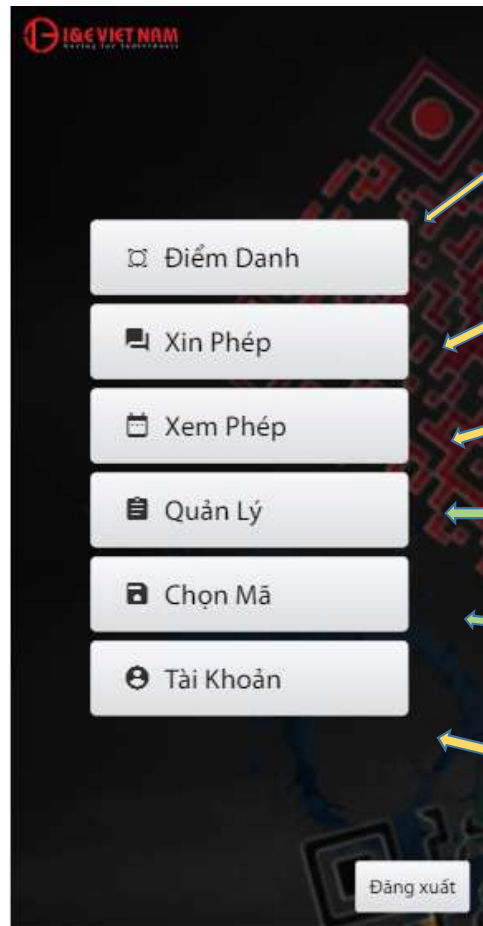 I&E VIET NAM
Điểm Danh
Xin Phép
Xem Phép
Quản Lý
Chọn Mã
Tài Khoản
Đăng xuất